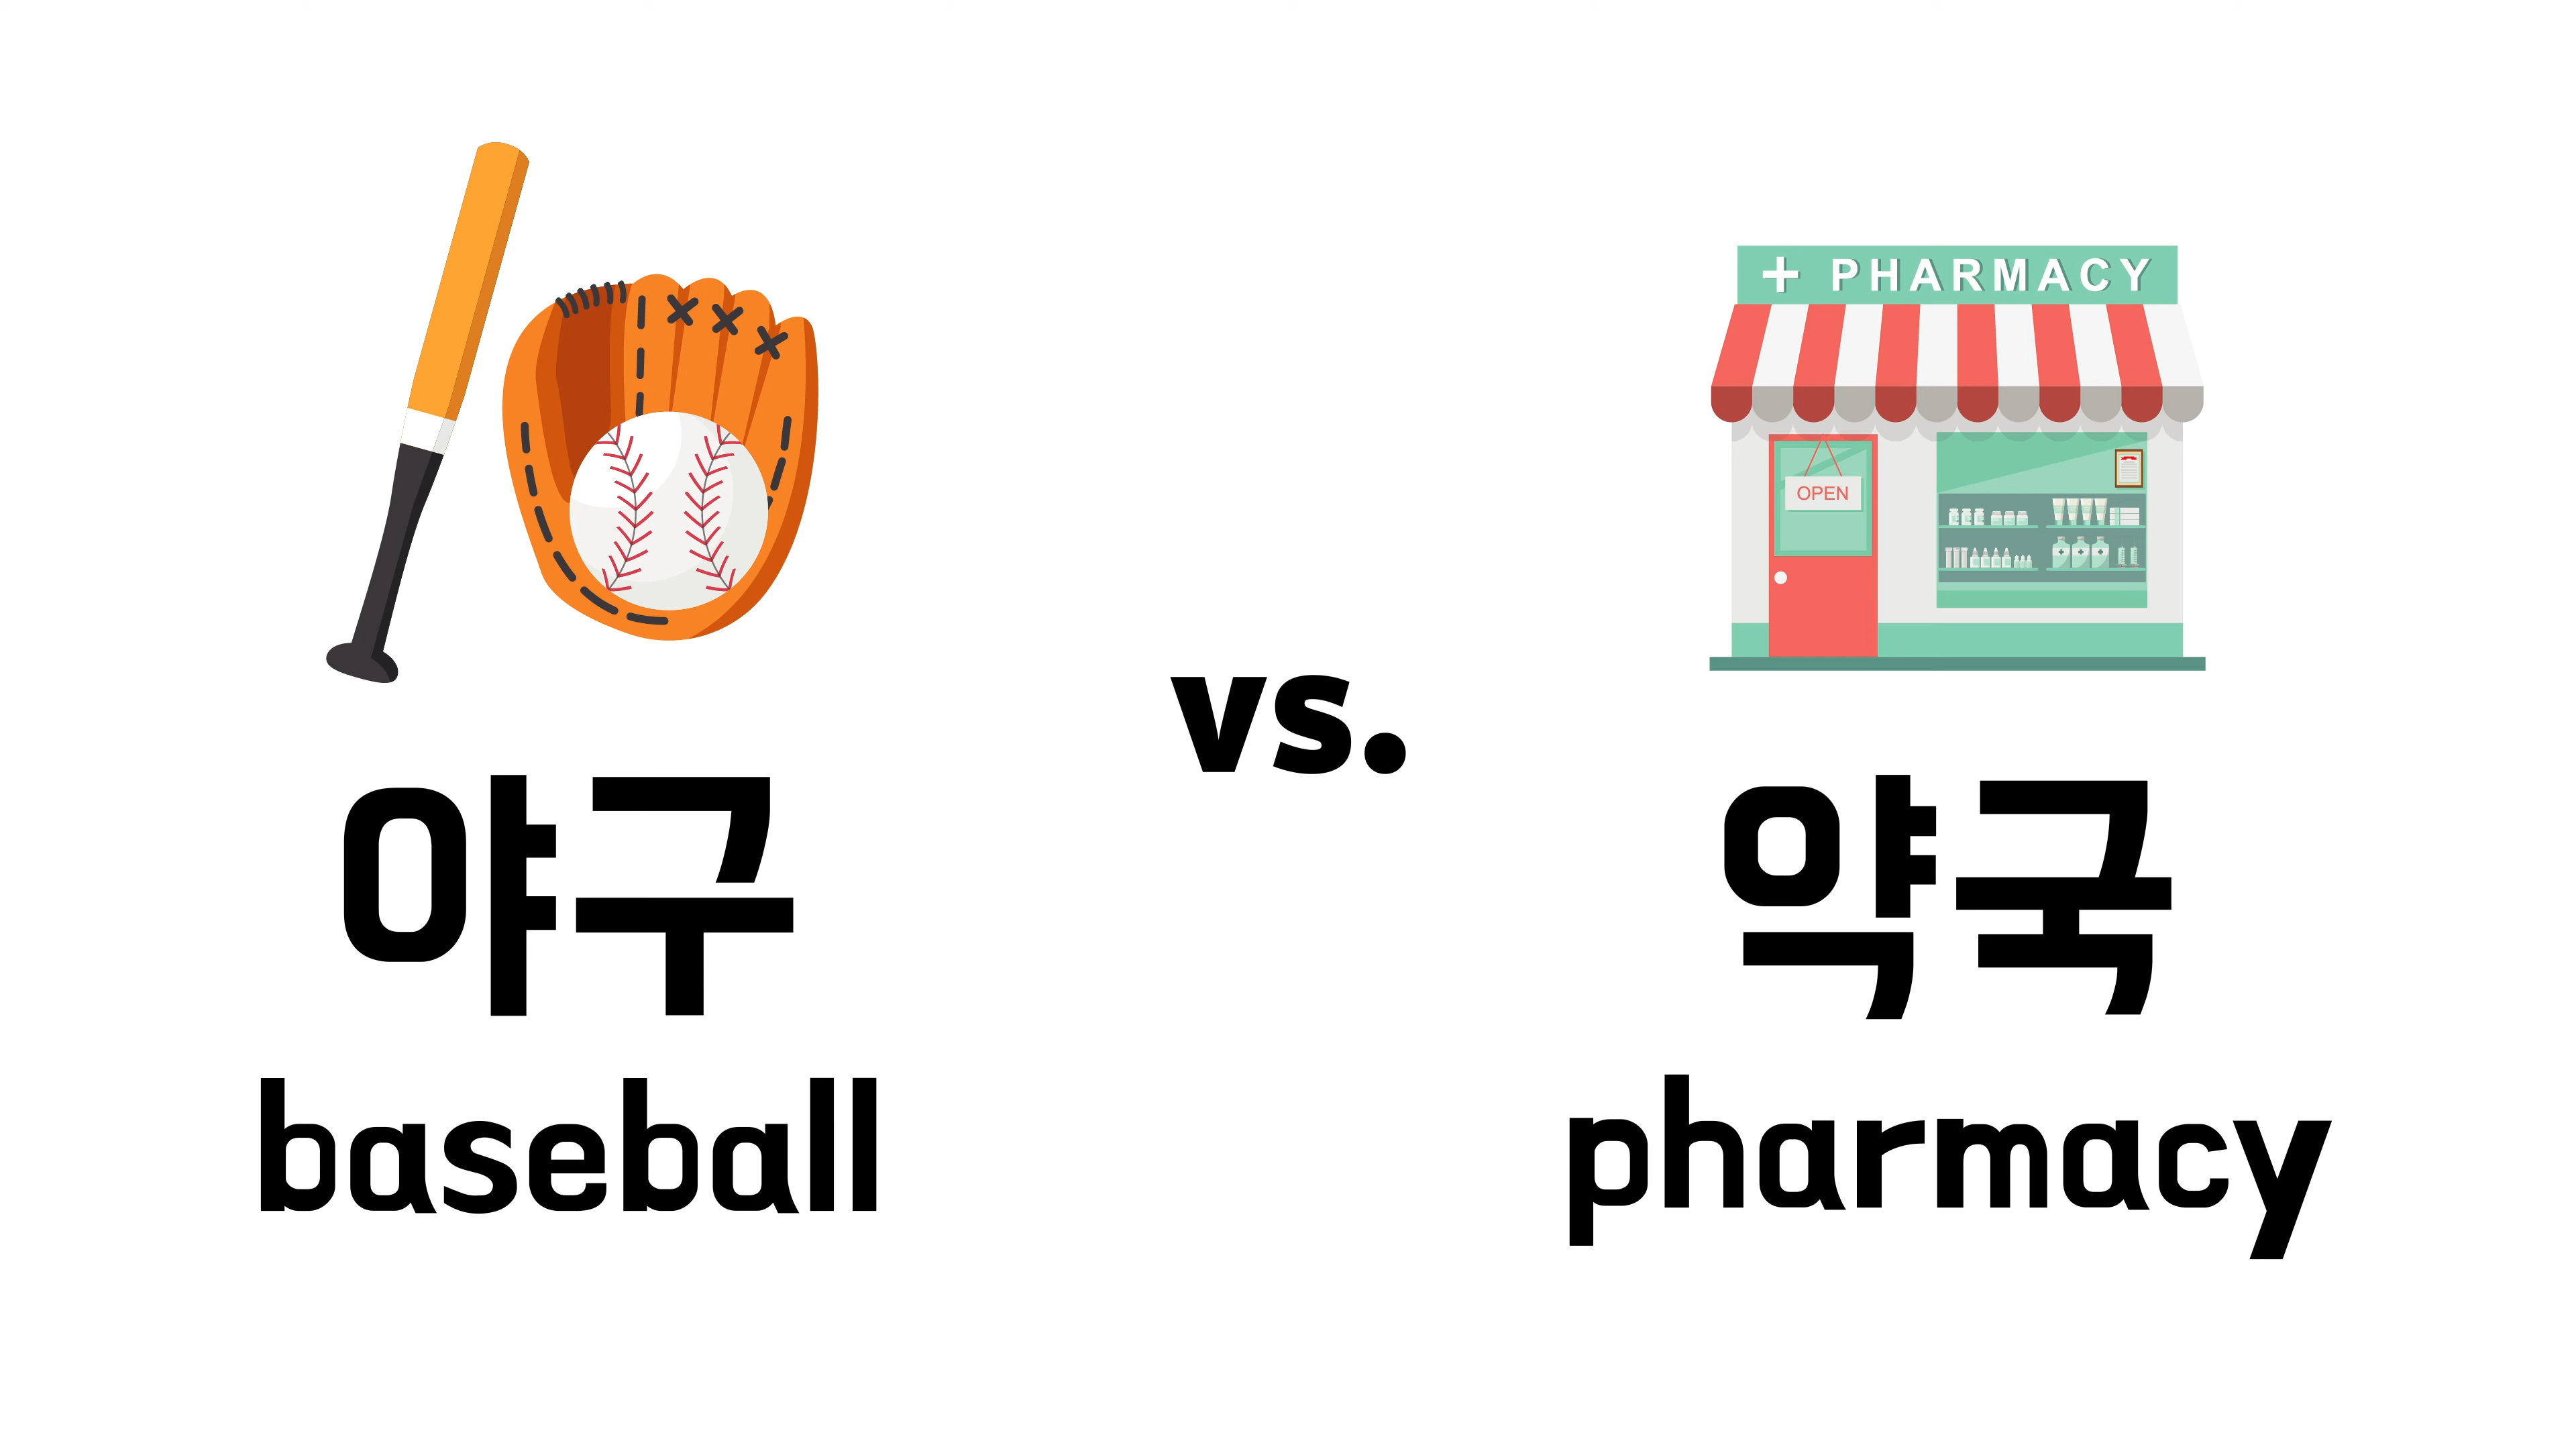 + PHARMACY
OPEN
vs.
야구
약국
baseball
pharmacy